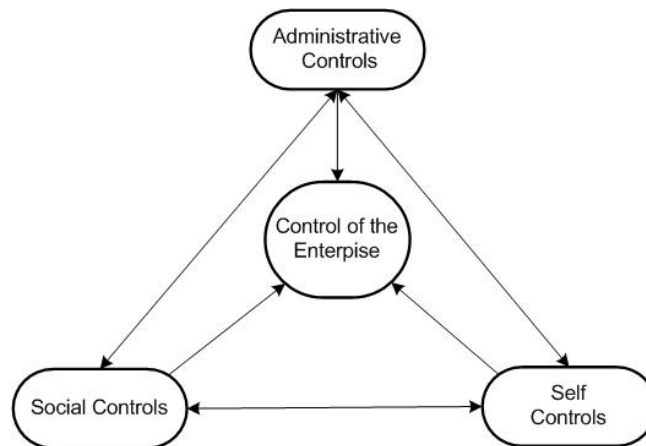 Administrative
Controls
Control of the
Enterpise
Social Controls
Self
Controls